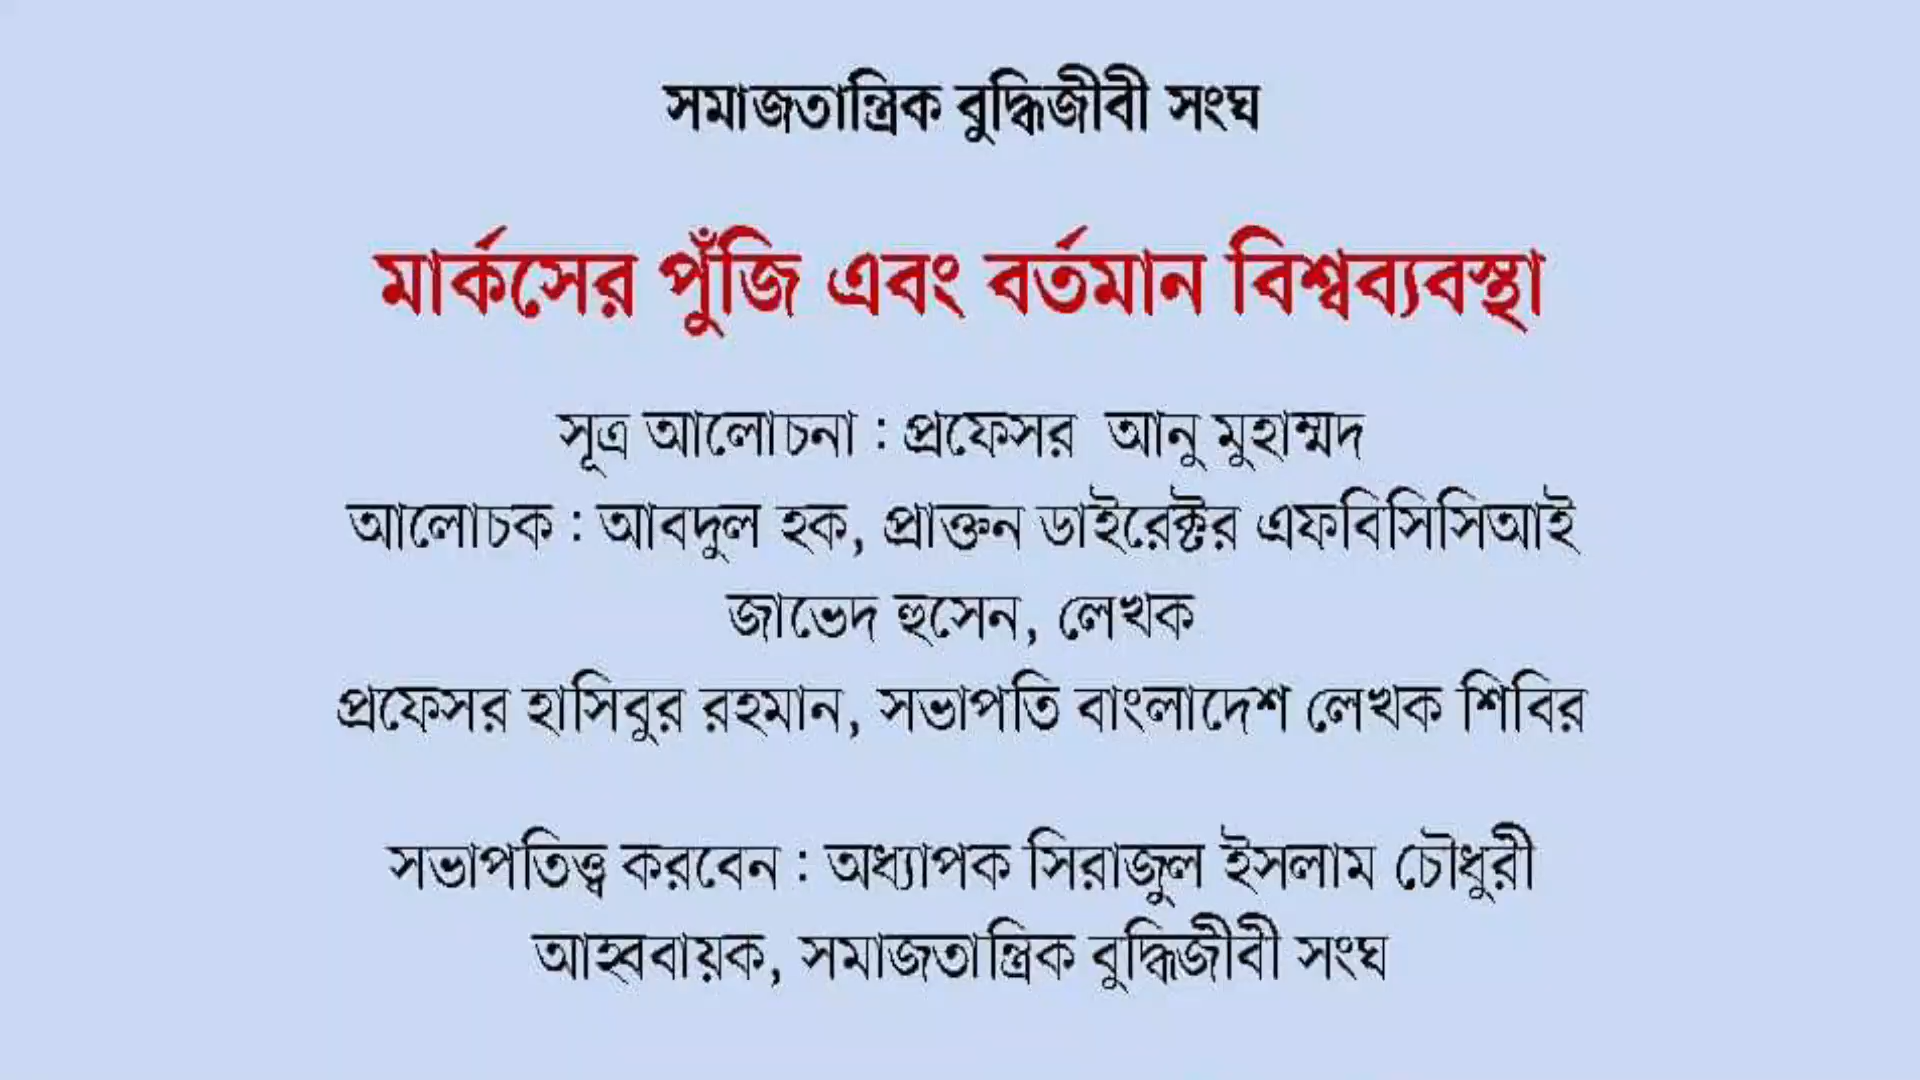 সমাজতান্ত্রিক বুদ্ধিজীবী সংঘ
মার্কসের পুঁজি এবং বর্তমান বিশ্বব্যবস্থা
সূত্র আলোচনা : প্রফেসর আনু মুহাম্মদ
আলোচক : আবদুল হক, প্রাক্তন ডাইরেক্টর এফবিসিসিআই
জাভেদ হুসেন, লেখক
প্রফেসর হাসিবুর রহমান, সভাপতি বাংলাদেশ লেখক শিবির
সভাপতিত্ত্ব করবেন : অধ্যাপক সিরাজুল ইসলাম চৌধুরী
আহ্ববায়ক, সমাজতান্ত্রিক বুদ্ধিজীবী সংঘ